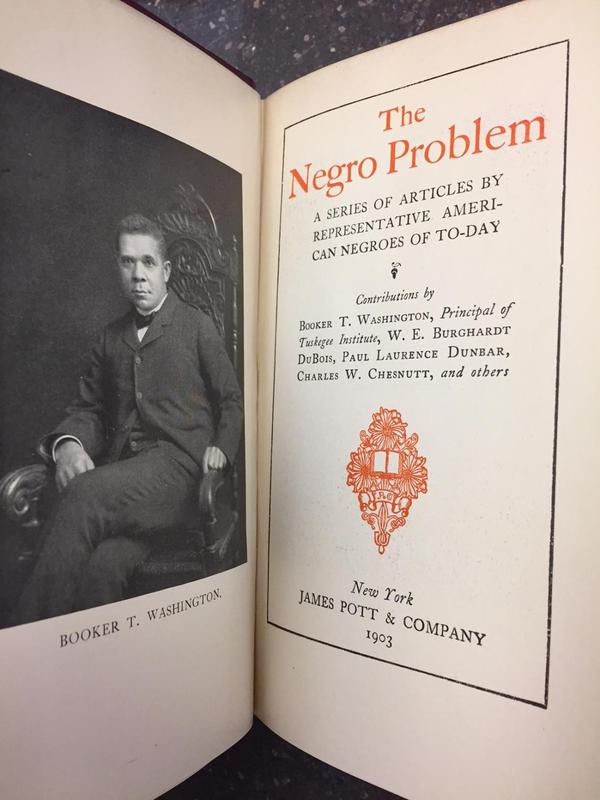 BOOKER T. WASHINGTON.
The
Negro Problem
A SERIES OF ARTICLES BY
REPRESENTATIVE AMERI-
CAN NEGROES OF TO-DAY
Contributions by
BOOKER T. WASHINGTON, Principal of
Tuskegee Institute, W. E. BURGHARDT
DUBOIS, PAUL LAURENCE DUNBAR,
CHARLES W. CHESNUTT, and others
New York
JAMES POTT & COMPANY
1903